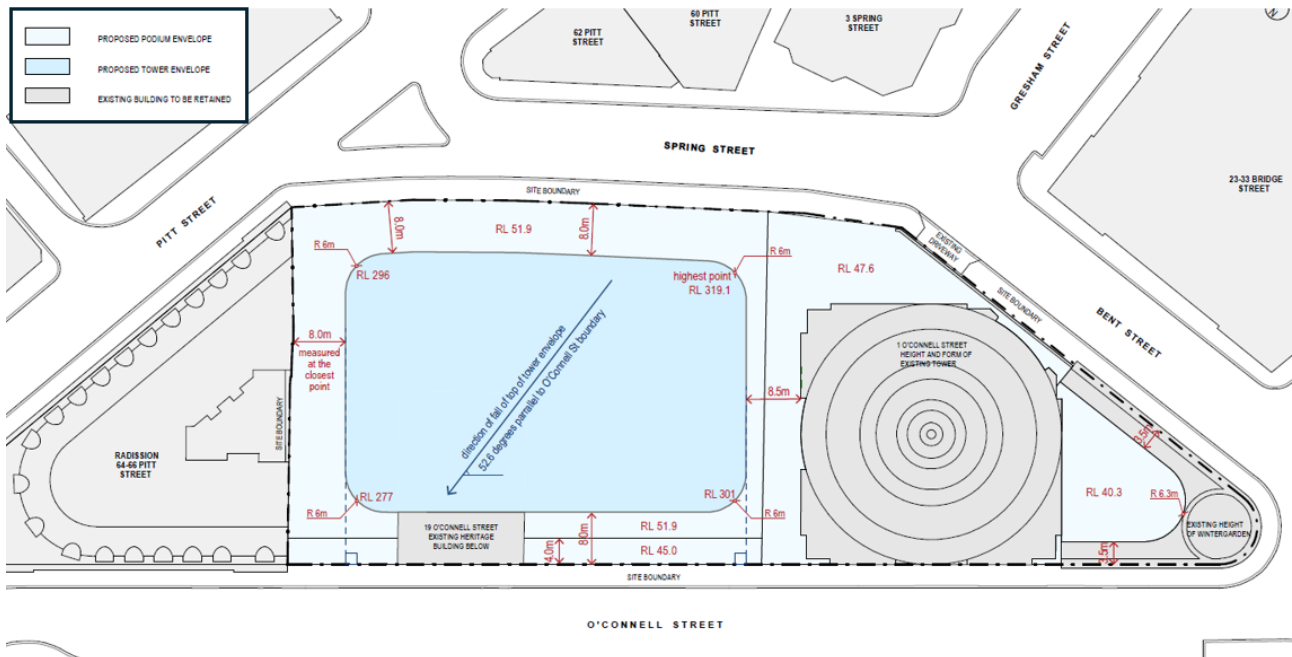 PROPOSED PODIUM ENVELOPE
PROPOSED TOWER ENVELOPE
EXISTING BUILDING TO BE RETAINED
62 PITT
STREET
60 PITT
STREET
3 SPRING
STREET
GRESHAM STREET
N
SPRING STREET
23-33 BRIDGE
STREET
PITT STREET
SITE BOUNDARY
EXISTING
DRIVEWAY
SITE BOUNDARY
BENT STREET
8.0m
8.0m
RL 51.9
R 6m
RL 296
highest point
RL 319.1
R 6m
RL 47.6
8.0m
measured
at the
closest
point
direction of fall of top of tower envelope
52.6 degrees parrallel to O'Connell St boundary
8.5m
1 O'CONNELL STREET
HEIGHT AND FORM OF
EXISTING TOWER
SITE BOUNDARY
RADISSION
64-66 PITT
STREET
3.5m
RL 277
R 6m
RL 301
R 6m
RL 40.3
R 6.3m
19 O'CONNELL STREET
EXISTING HERITAGE
BUILDING BELOW
4.0m
8.0m
RL 51.9
RL 45.0
3.5m
EXISTING HEIGHT
OF WINTERGARDEN
SITE BOUNDARY
O'CONNELL STREET